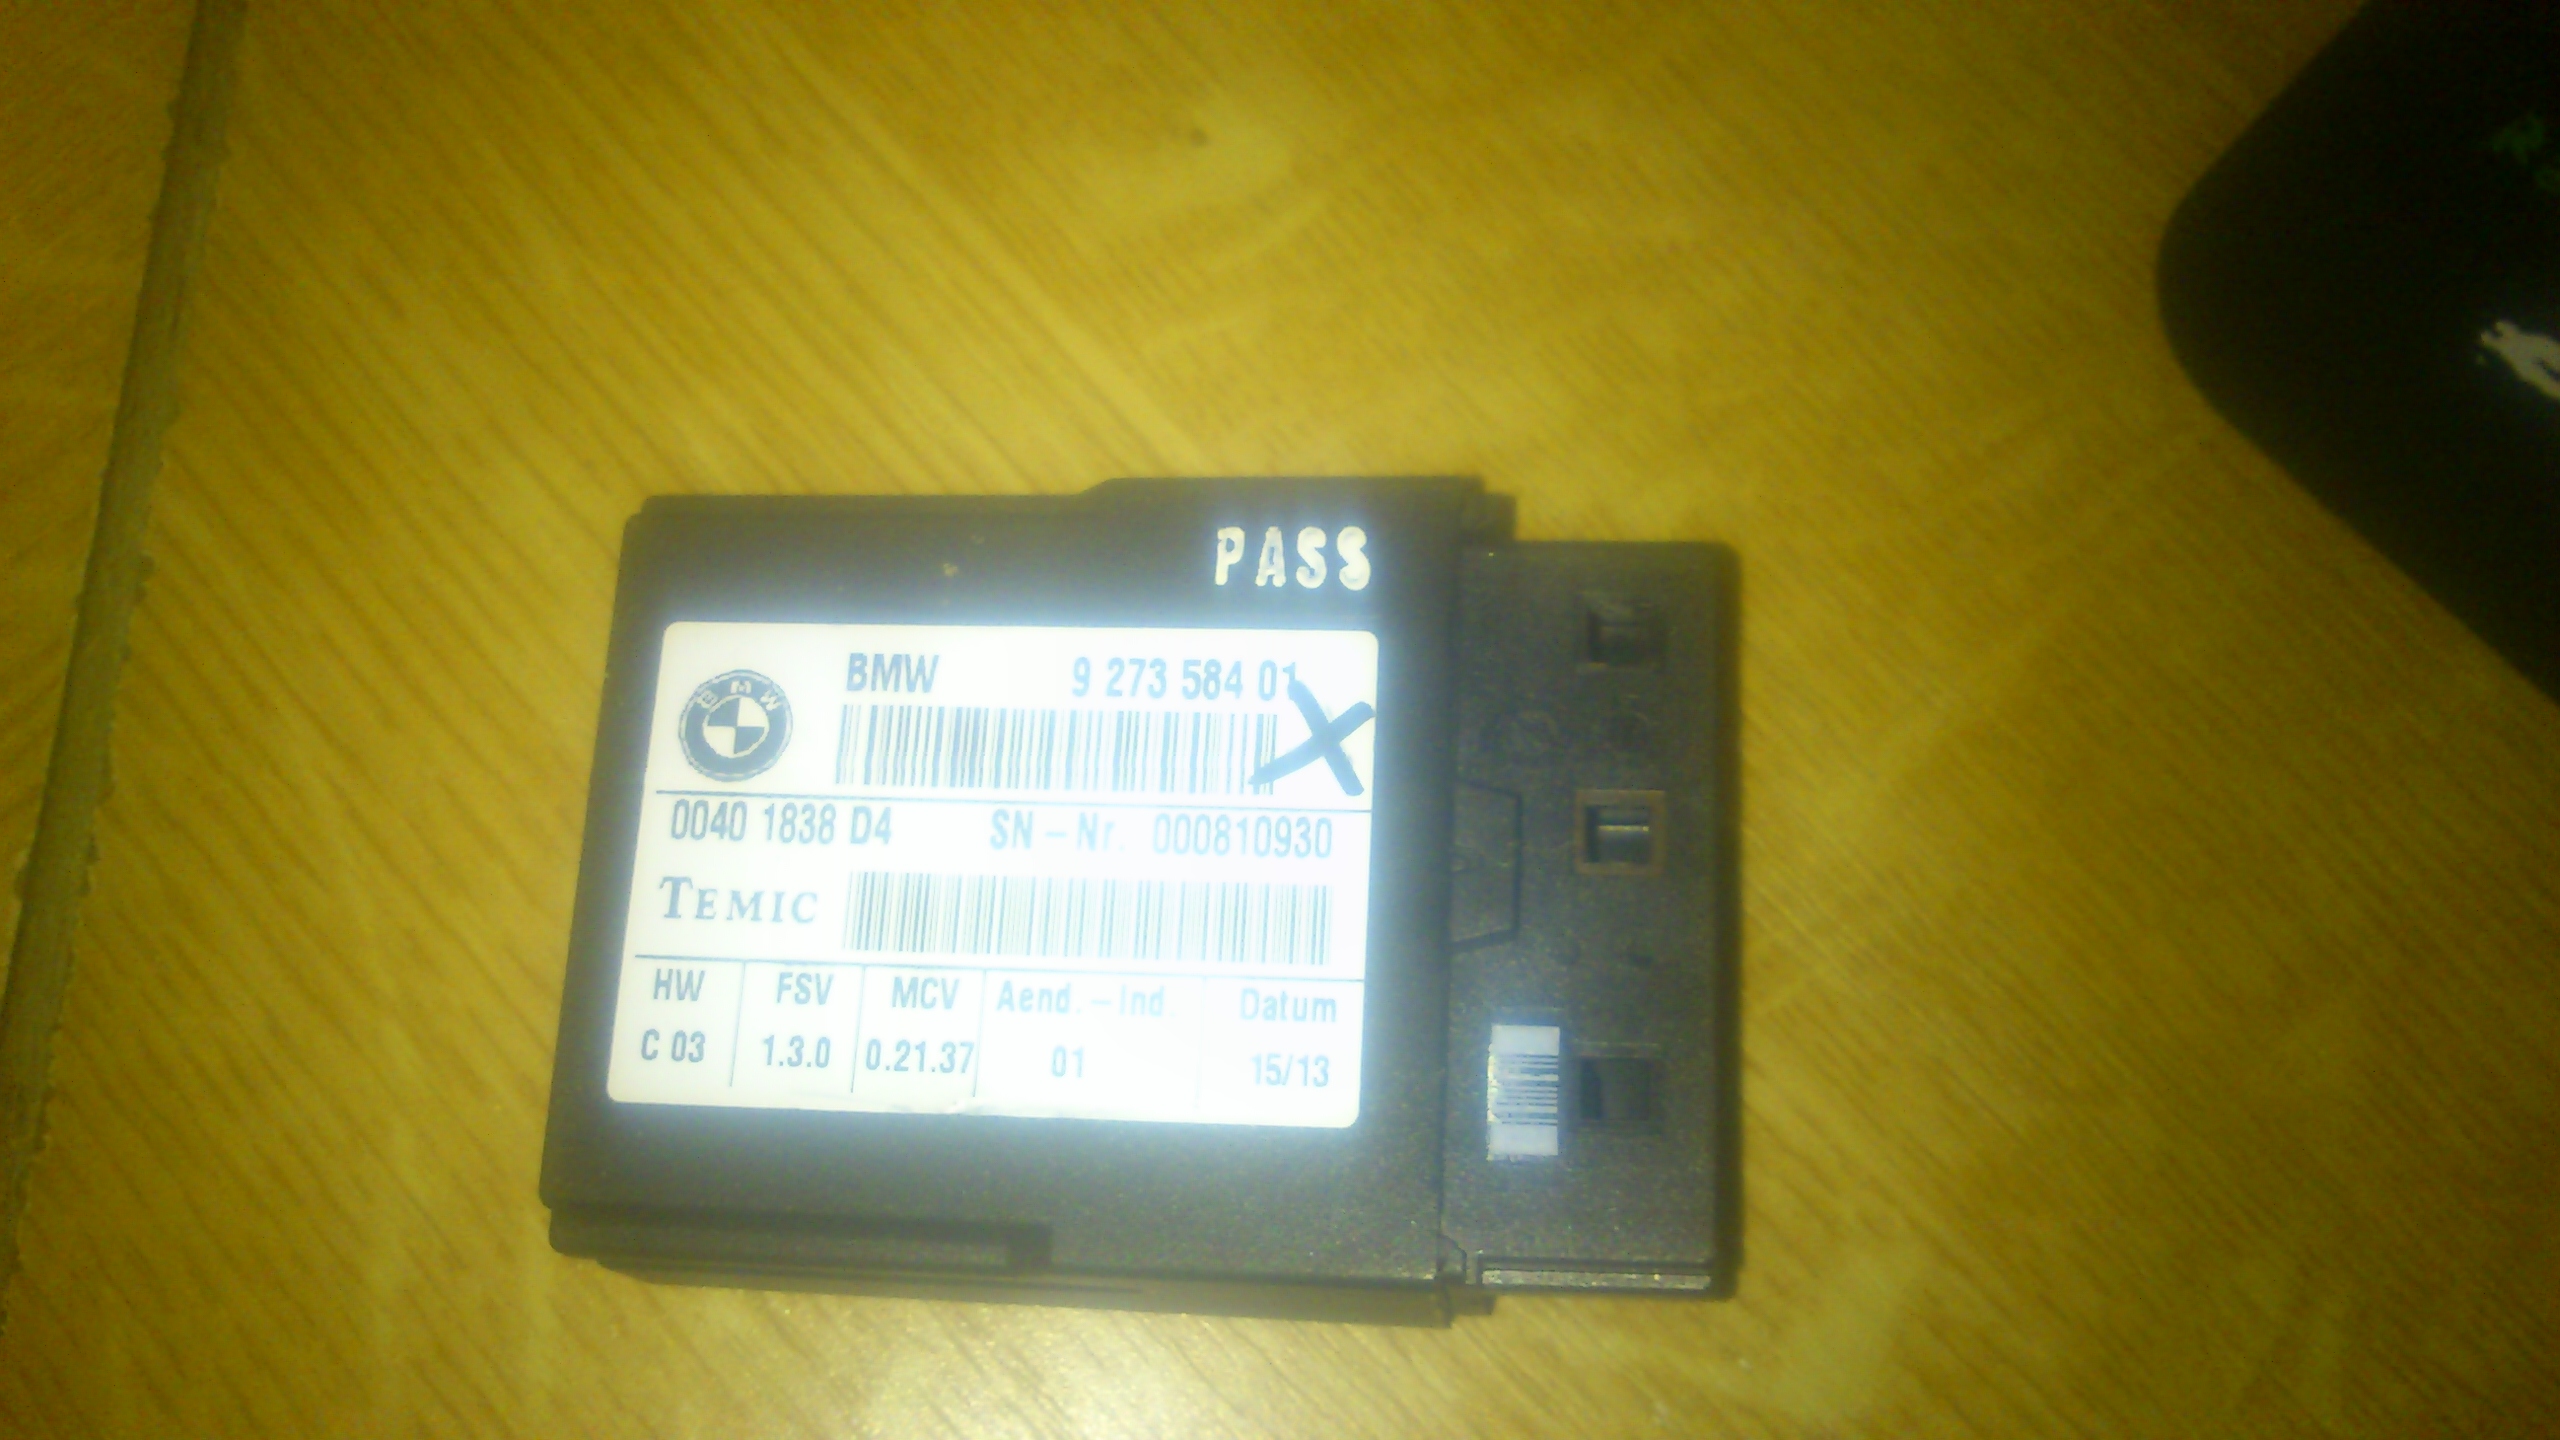 PASS
BMW 9 273 584 01
BMW
0040 1838 D4 SN-Nr. 000810930
TEMIC
HW FSV MCV Aend.-Ind. Datum
C 03 1.3.0 0.21.37 01 15/13